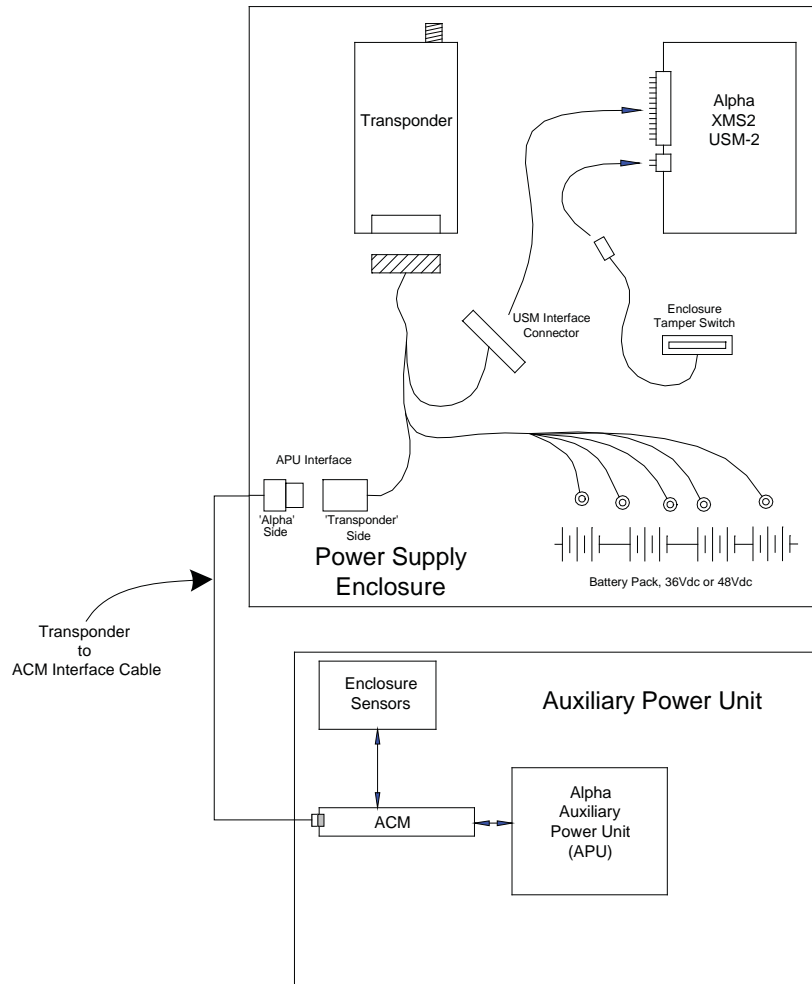 Transponder
Alpha
XMS2
USM-2
USM Interface
Connector
Enclosure
Tamper Switch
APU Interface
'Alpha'
Side
'Transponder'
Side
Power Supply
Enclosure
Battery Pack, 36Vdc or 48Vdc
Transponder
to
ACM Interface Cable
Enclosure
Sensors
Auxiliary Power Unit
ACM
Alpha
Auxiliary
Power Unit
(APU)